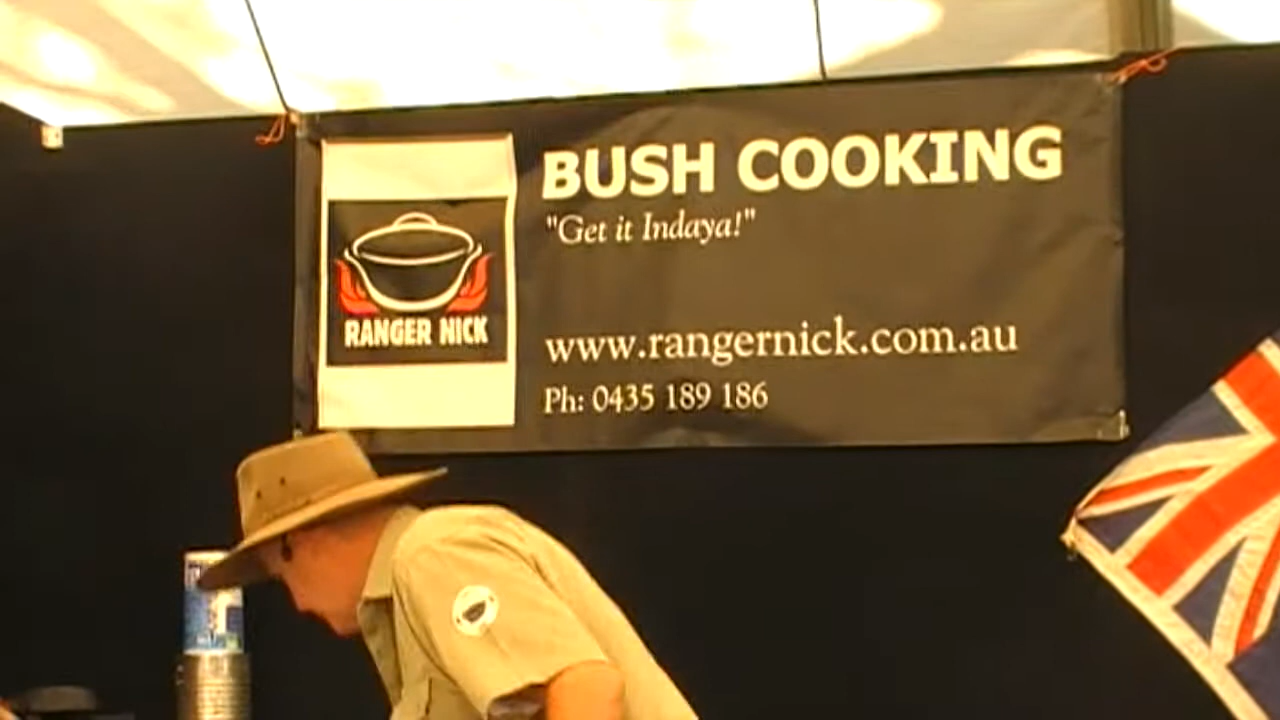 BUSH COOKING
"Get it Indaya!"
RANGER NICK
www.rangernick.com.au
Ph: 0435 189 186